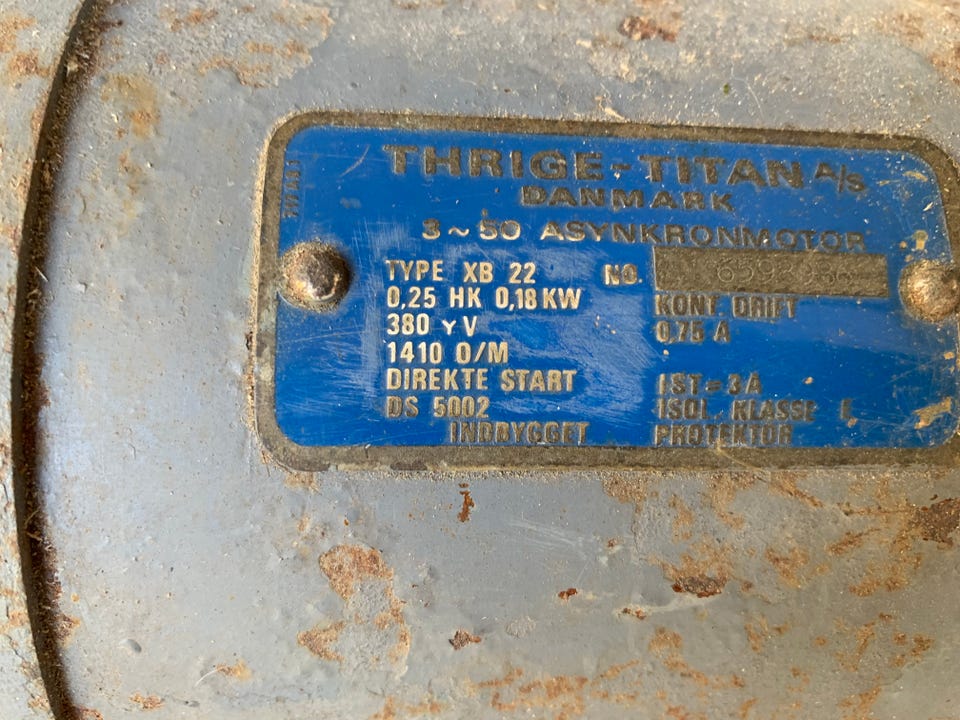 THRIGE-TITAN A/S
DANMARK
3~50 ASYNKRONMOTOR
TYPE XB 22 NO.
0,25 HK 0,18 KW KONT. DRIFT
380 Y V 0,75 A
1410 O/M
DIREKTE START IST = 3 A
DS 5002 ISOL. KLASSE E
INDBYGGET PROTEKTOR